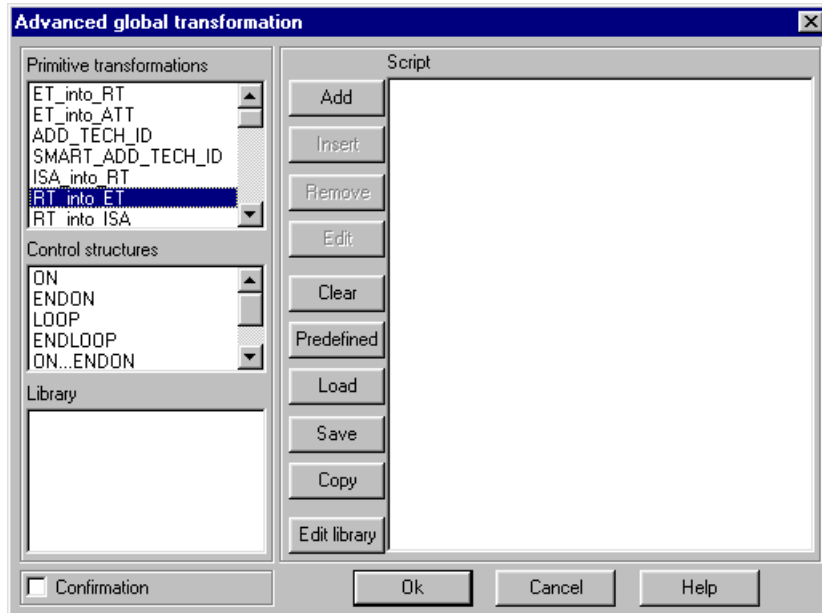 Advanced global transformation
Primitive transformations
ET_into_RT
ET_into_ATT
ADD_TECH_ID
SMART_ADD_TECH_ID
ISA_into_RT
RT_into_ET
RT_into_ISA
Control structures
ON
ENDON
LOOP
ENDLOOP
ON...ENDON
Library
Confirmation
Script
Add
Insert
Remove
Edit
Clear
Predefined
Load
Save
Copy
Edit library
Ok
Cancel
Help